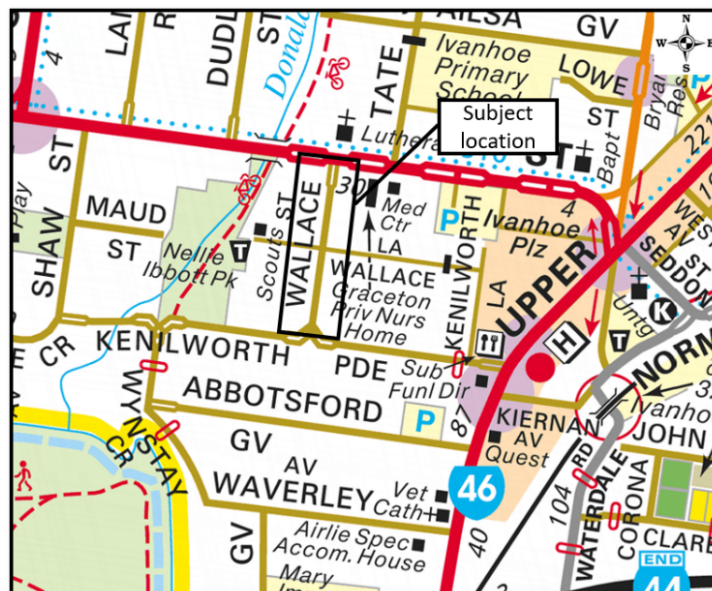 AILSA GV
N
W E
S
DUDL
ST
Donald
TATE
Ivanhoe
Primary
School
LOWE
ST
P
Res
4
Subject
location
Luthera
ST
Bapt
221
ST
MAUD
ST
Play
SHAW
Nellie
Ibbott Pk
T
Scouts
ST
WALLACE
30
Med
Ctr
LA
P
KENILWORTH
LA
Ivanhoe
Plz
4
WEST
AV
ST
SEDDON
WALLACE
Graceton
Priv Nurs
Home
UPPER
Untg
K
H
T
NORM
CR
KENILWORTH
PDE
Sub
Funl Dir
ABBOTSFORD
GV
P
87
KIERNAN
AV
Quest
Ivanho
JOHN
WYNSTAY
CR
AV
WAVERLEY
GV
Vet
Cath
46
RD
104
WATERDALE
CORONA
CLARE
Airlie Spec
Accom. House
Mary
40
END
44